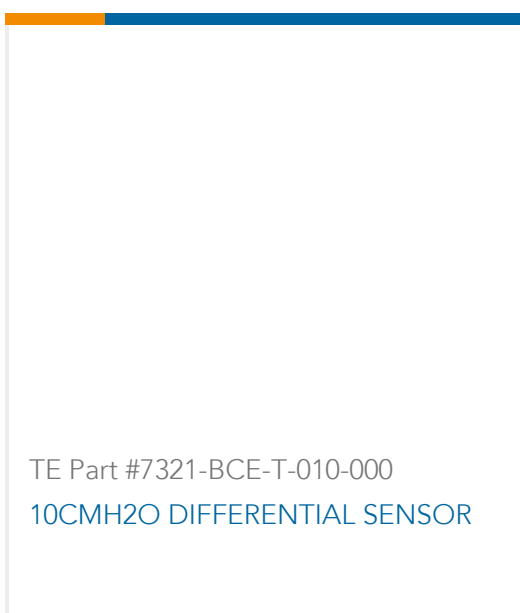 TE Part #7321-BCE-T-010-000
10CMH2O DIFFERENTIAL SENSOR